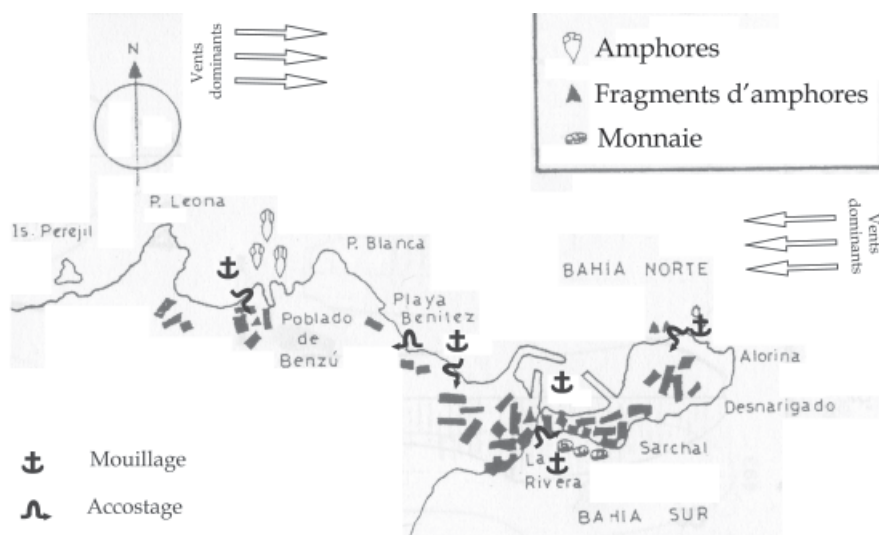 Vents
dominants
N
Amphores
Fragments d'amphores
Monnaie
P. Leona
Is. Perejil
P. Blanca
Vents
dominants
BAHIA NORTE
Playa
Benitez
Poblado
de
Benzú
Alorina
Desnarigado
Sarchal
La
Rivera
BAHIA SUR
Mouillage
Accostage